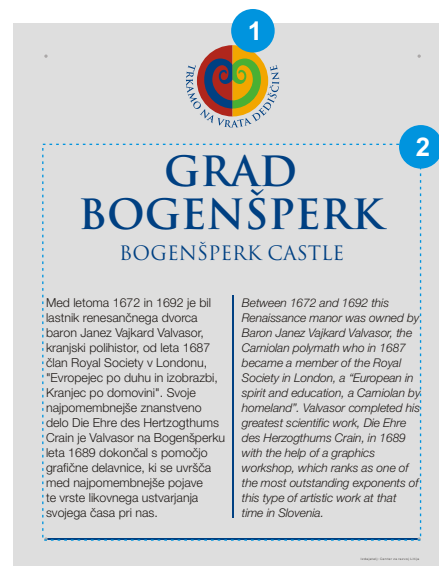 1
TRKAMO NA VRATA DEDIŠČINE
2
GRAD
BOGENŠPERK
BOGENŠPERK CASTLE
Med letoma 1672 in 1692 je bil
lastnik renesančnega dvorca
baron Janez Vajkard Valvasor,
kranjski polihistor, od leta 1687
član Royal Society v Londonu,
"Evropejec po duhu in izobrazbi,
Kranjec po domovini". Svoje
najpomembnejše znanstveno
delo Die Ehre des Hertzogthums
Crain je Valvasor na Bogenšperku
leta 1689 dokončal s pomočjo
grafične delavnice, ki se uvršča
med najpomembnejše pojave
te vrste likovnega ustvarjanja
svojega časa pri nas.
Between 1672 and 1692 this
Renaissance manor was owned by
Baron Janez Vajkard Valvasor, the
Carniolan polymath who in 1687
became a member of the Royal
Society in London, a "European in
spirit and education, a Carniolan by
homeland". Valvasor completed his
greatest scientific work, Die Ehre
des Herzogthums Crain, in 1689
with the help of a graphics
workshop, which ranks as one of
the most outstanding exponents of
this type of artistic work at that
time in Slovenia.